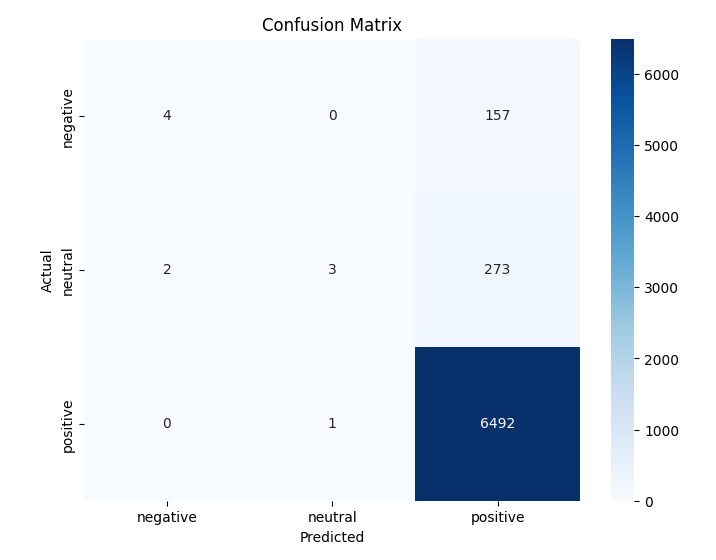 Confusion Matrix
6000
5000
4000
3000
2000
1000
0
Actual
negative
4 0 157
neutral
2 3 273
positive
0 1 6492
negative neutral positive
Predicted